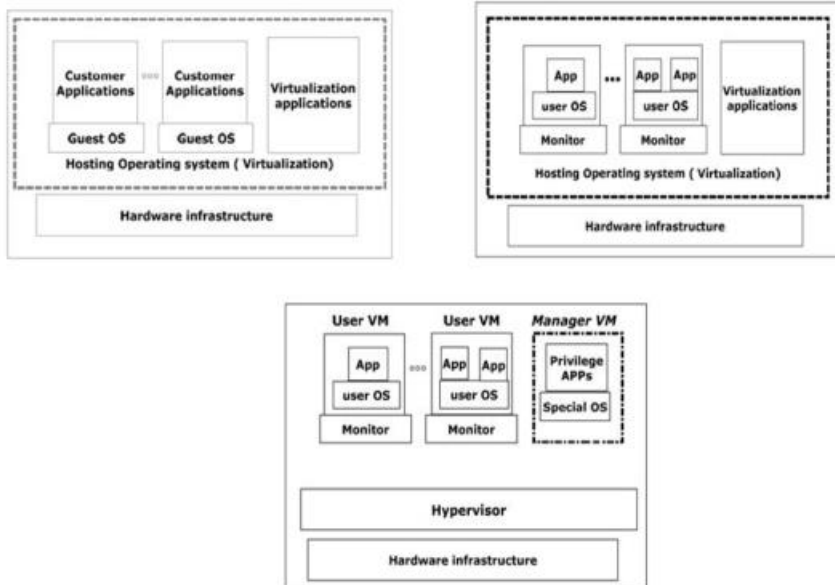 Customer
Applications
Customer
Applications
Virtualization
applications
Guest OS
Guest OS
Hosting Operating system ( Virtualization)
Hardware infrastructure
App
App
App
user OS
user OS
Virtualization
applications
Monitor
Monitor
Hosting Operating system ( Virtualization)
Hardware infrastructure
User VM
User VM
Manager VM
App
App
App
Privilege
APPs
user OS
user OS
Special OS
Monitor
Monitor
Hypervisor
Hardware infrastructure